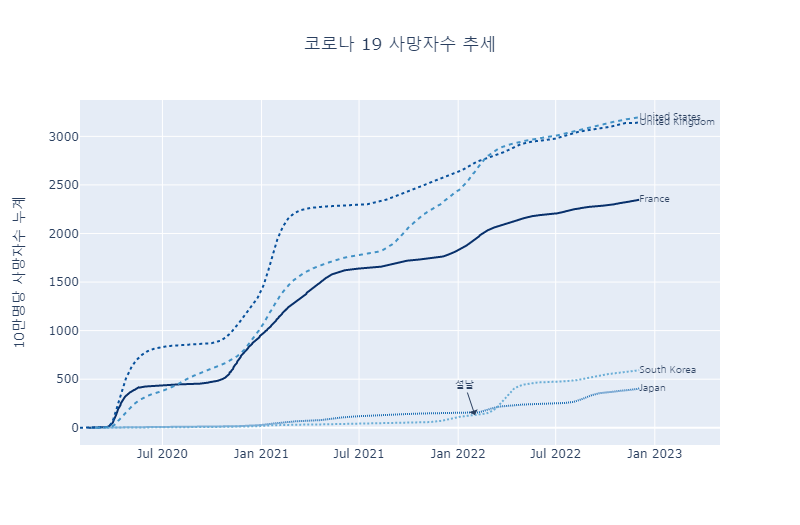 코로나 19 사망자수 추세
10만명당 사망자수 누계
3000
2500
2000
1500
1000
500
0
United States
United Kingdom
France
설날
South Korea
Japan
Jul 2020
Jan 2021
Jul 2021
Jan 2022
Jul 2022
Jan 2023